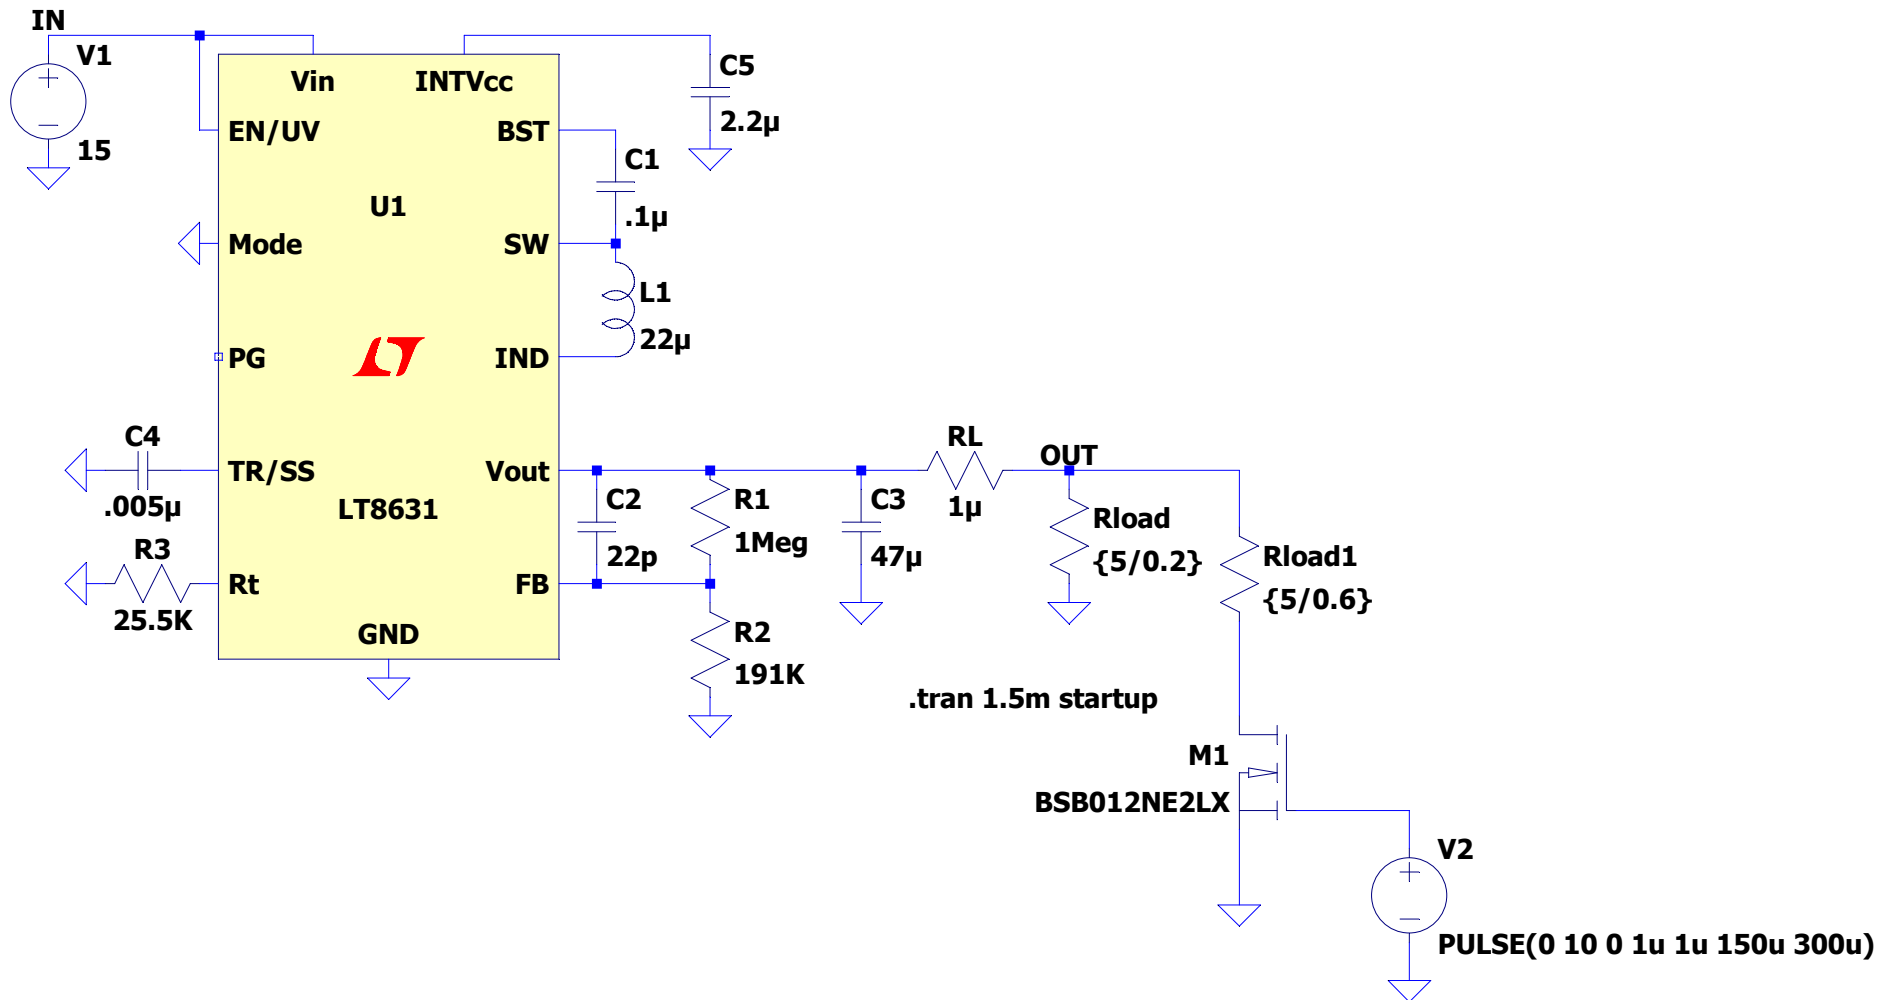 IN
V1
15
Vin
INTVcc
EN/UV
BST
U1
Mode
SW
PG
IND
TR/SS
Vout
LT8631
Rt
FB
GND
C5
2.2µ
C1
.1µ
L1
22µ
C4
.005µ
R3
25.5K
C2
22p
R1
1Meg
C3
47µ
RL
1µ
OUT
Rload
{5/0.2}
Rload1
{5/0.6}
R2
191K
.tran 1.5m startup
M1
BSB012NE2LX
V2
PULSE(0 10 0 1u 1u 150u 300u)